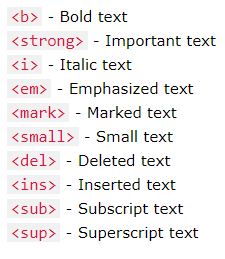 <b> - Bold text
<strong> - Important text
<i> - Italic text
<em> - Emphasized text
<mark> - Marked text
<small> - Small text
<del> - Deleted text
<ins> - Inserted text
<sub> - Subscript text
<sup> - Superscript text